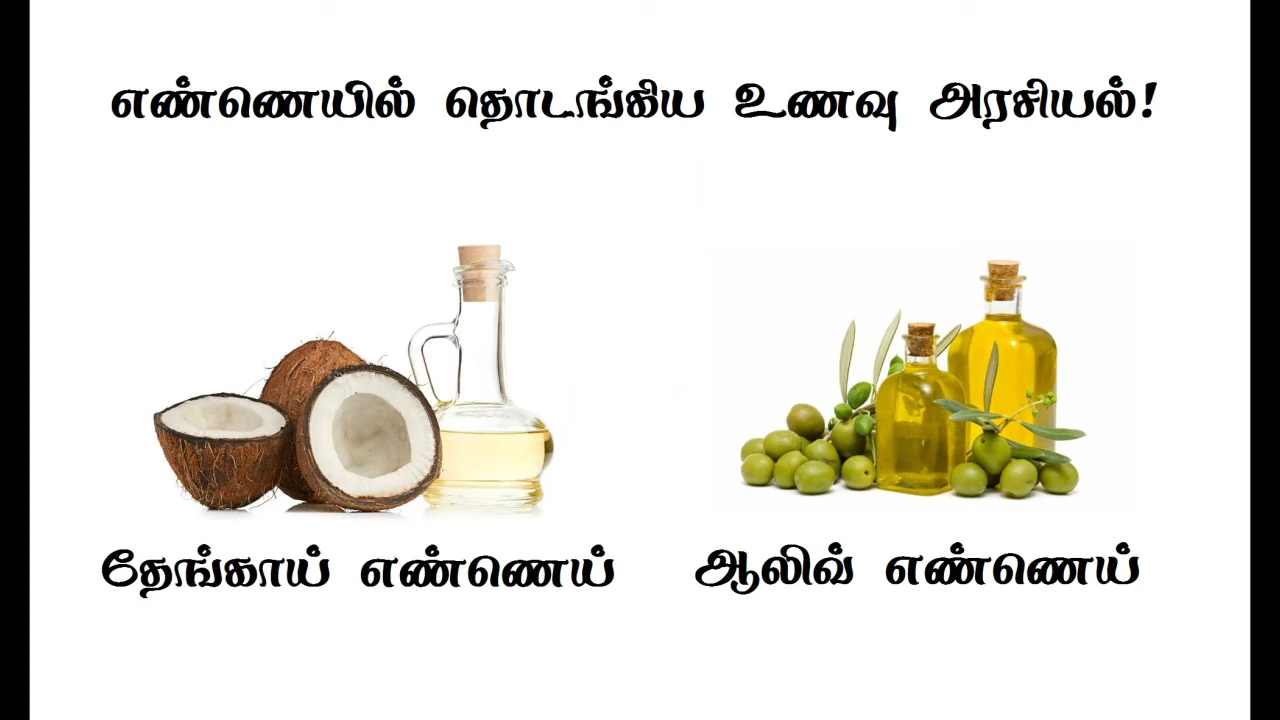 எண்ணெயில் தொடங்கிய உணவு அரசியல்!
தேங்காய் எண்ணெய்
ஆலிவ் எண்ணெய்